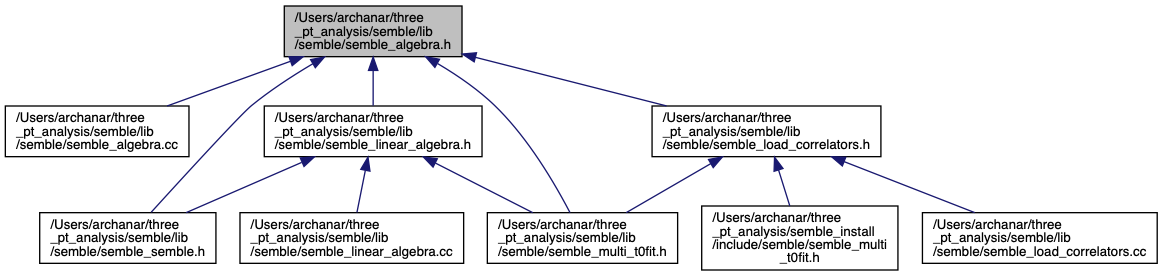 /Users/archanar/three
_pt_analysis/semble/lib
/semble/semble_algebra.h
/Users/archanar/three
_pt_analysis/semble/lib
/semble/semble_algebra.cc
/Users/archanar/three
_pt_analysis/semble/lib
/semble/semble_linear_algebra.h
/Users/archanar/three
_pt_analysis/semble/lib
/semble/semble_load_correlators.h
/Users/archanar/three
_pt_analysis/semble/lib
/semble/semble_semble.h
/Users/archanar/three
_pt_analysis/semble/lib
/semble/semble_linear_algebra.cc
/Users/archanar/three
_pt_analysis/semble/lib
/semble/semble_multi_t0fit.h
/Users/archanar/three
_pt_analysis/semble_install
/include/semble/semble_multi
_t0fit.h
/Users/archanar/three
_pt_analysis/semble/lib
/semble/semble_load_correlators.cc